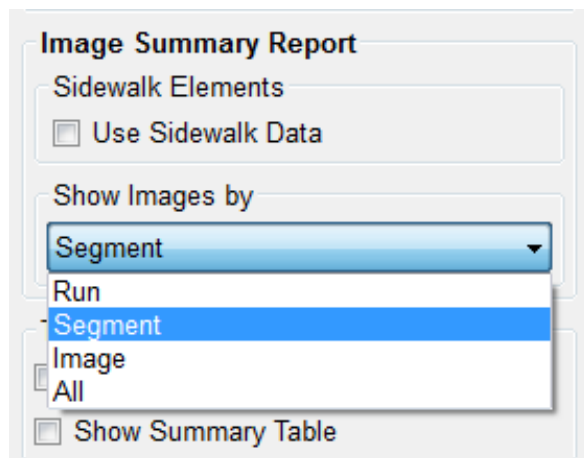 Image Summary Report
Sidewalk Elements
Use Sidewalk Data
Show Images by
Segment
Run
Segment
Image
All
Show Summary Table